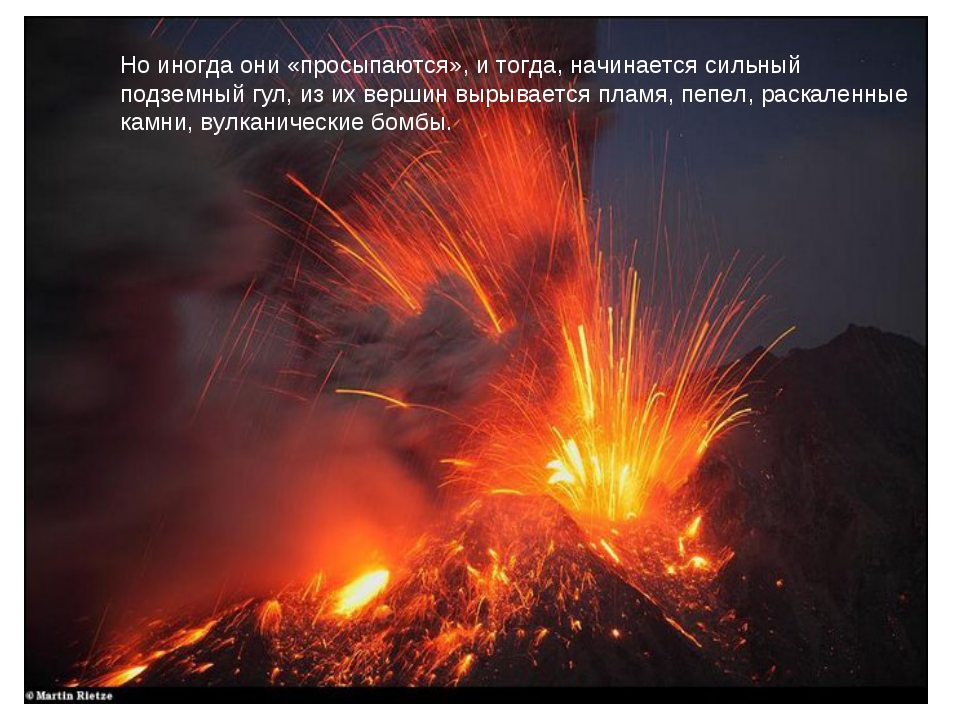 Но иногда они «просыпаются», и тогда, начинается сильный
подземный гул, из их вершин вырывается пламя, пепел, раскаленные
камни, вулканические бомбы.
© Martin Rietze